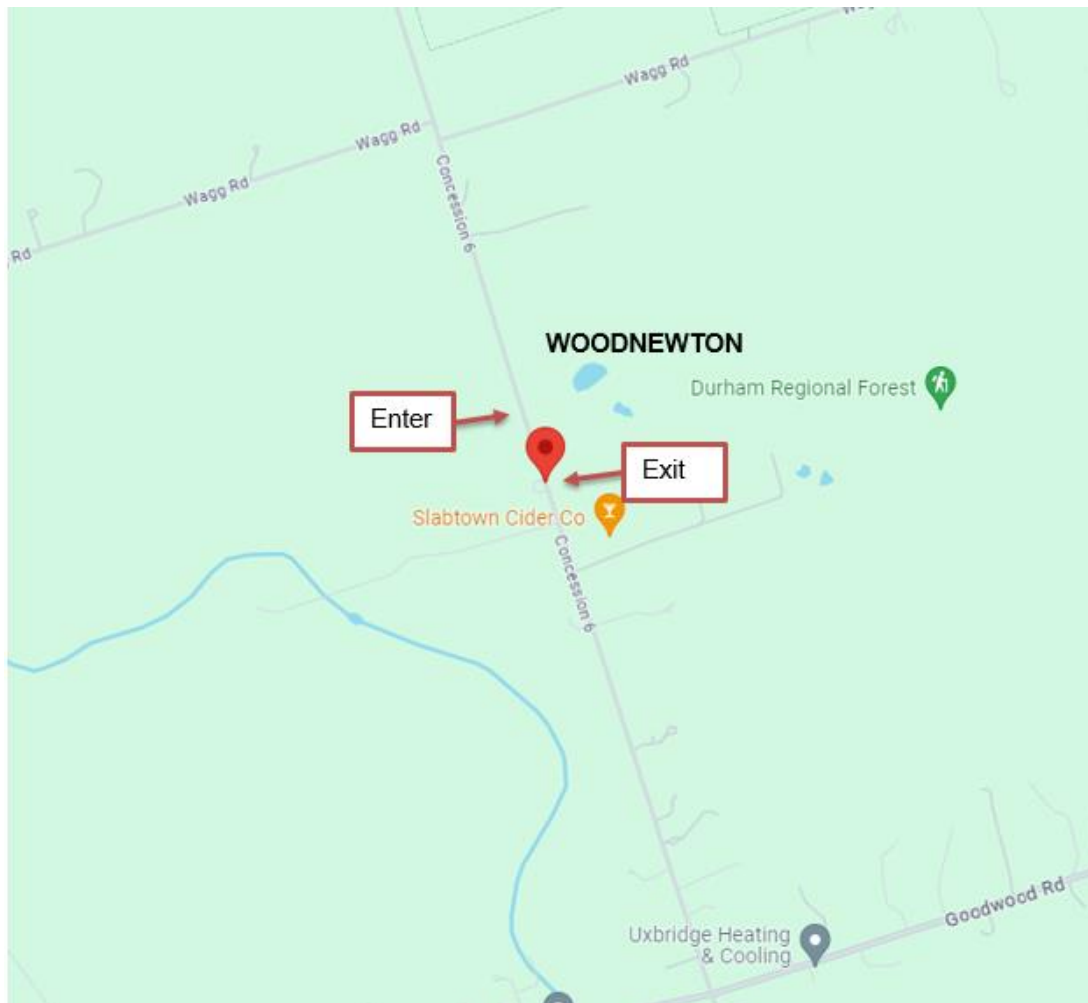 Wagg Rd
Wagg Rd
Wagg Rd
Rd
Concession 6
WOODNEWTON
Durham Regional Forest
Enter
Exit
Slabtown Cider Co
Concession 6
Goodwood Rd
Uxbridge Heating
& Cooling